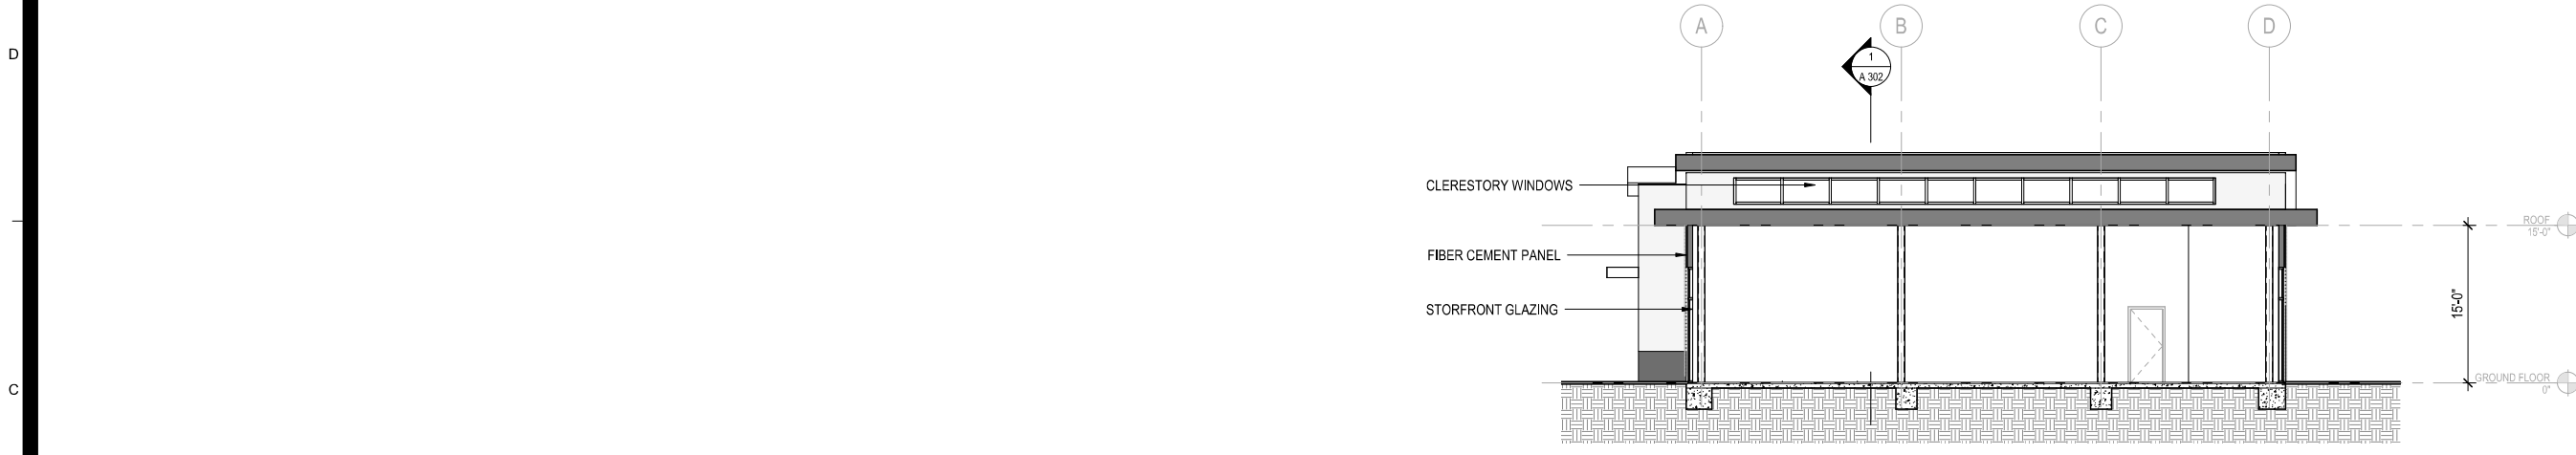 D
A
B
C
D
1
A 302
CLERESTORY WINDOWS
ROOF
15'-0"
FIBER CEMENT PANEL
STORFRONT GLAZING
15'-0"
GROUND FLOOR
0"
C